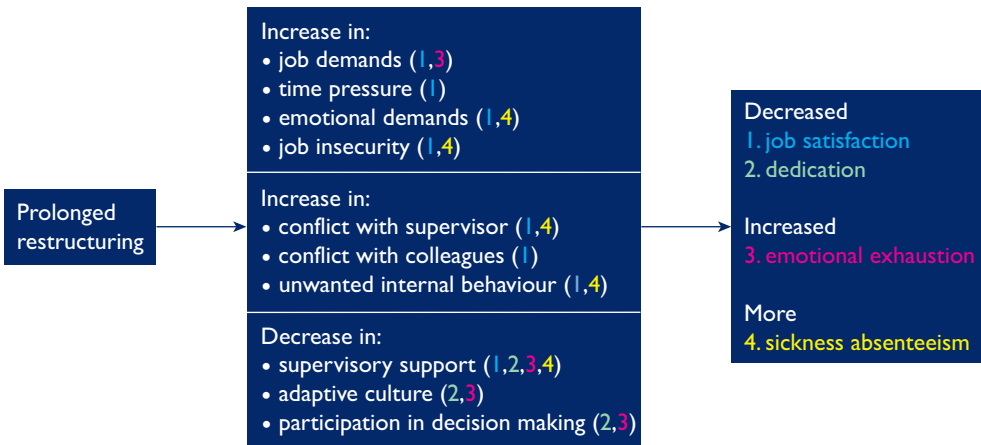 Prolonged
restructuring
Increase in:
• job demands (1,3)
• time pressure (1)
• emotional demands (1,4)
• job insecurity (1,4)
Increase in:
• conflict with supervisor (1,4)
• conflict with colleagues (1)
• unwanted internal behaviour (1,4)
Decrease in:
• supervisory support (1,2,3,4)
• adaptive culture (2,3)
• participation in decision making (2,3)
Decreased
1. job satisfaction
2. dedication
Increased
3. emotional exhaustion
More
4. sickness absenteeism